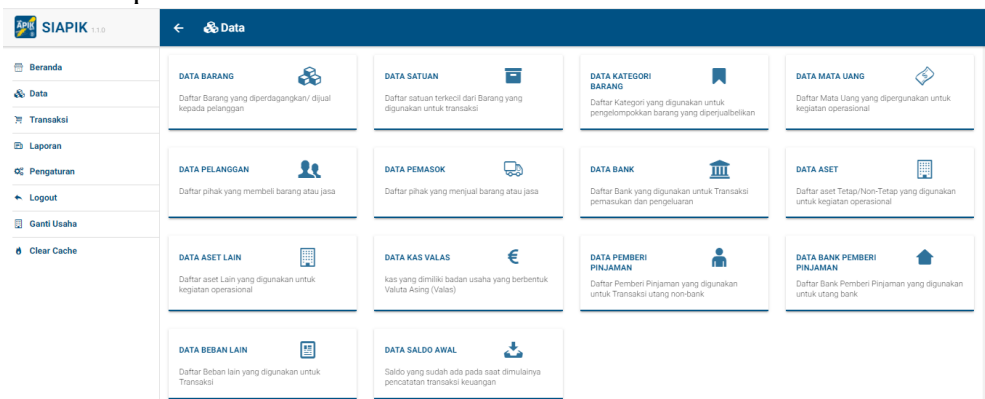 SIAPIK 1.1.0
Data
Beranda
Data
Transaksi
Laporan
Pengaturan
Logout
Ganti Usaha
Clear Cache
DATA BARANG
Daftar Barang yang diperdagangkan/ dijual
kepada pelanggan
DATA SATUAN
Daftar satuan terkecil dari Barang yang
digunakan untuk transaksi
DATA KATEGORI
BARANG
Daftar Kategori yang digunakan untuk
pengelompokkan barang yang diperjualbelikan
DATA MATA UANG
Daftar Mata Uang yang dipergunakan untuk
kegiatan operasional
DATA PELANGGAN
Daftar pihak yang membeli barang atau jasa
DATA PEMASOK
Daftar pihak yang menjual barang atau jasa
DATA BANK
Daftar Bank yang digunakan untuk Transaksi
pemasukan dan pengeluaran
DATA ASET
Daftar aset Tetap/Non-Tetap yang digunakan
untuk kegiatan operasional
DATA ASET LAIN
Daftar aset Lain yang digunakan untuk
kegiatan operasional
DATA KAS VALAS
kas yang dimiliki badan usaha yang berbentuk
Valuta Asing (Valas)
DATA PEMBERI
PINJAMAN
Daftar Pemberi Pinjaman yang digunakan
untuk Transaksi utang non-bank
DATA BANK PEMBERI
PINJAMAN
Daftar Bank Pemberi Pinjaman yang digunakan
untuk utang bank
DATA BEBAN LAIN
Daftar Beban lain yang digunakan untuk
Transaksi
DATA SALDO AWAL
Saldo yang sudah ada pada saat dimulainya
pencatatan transaksi keuangan